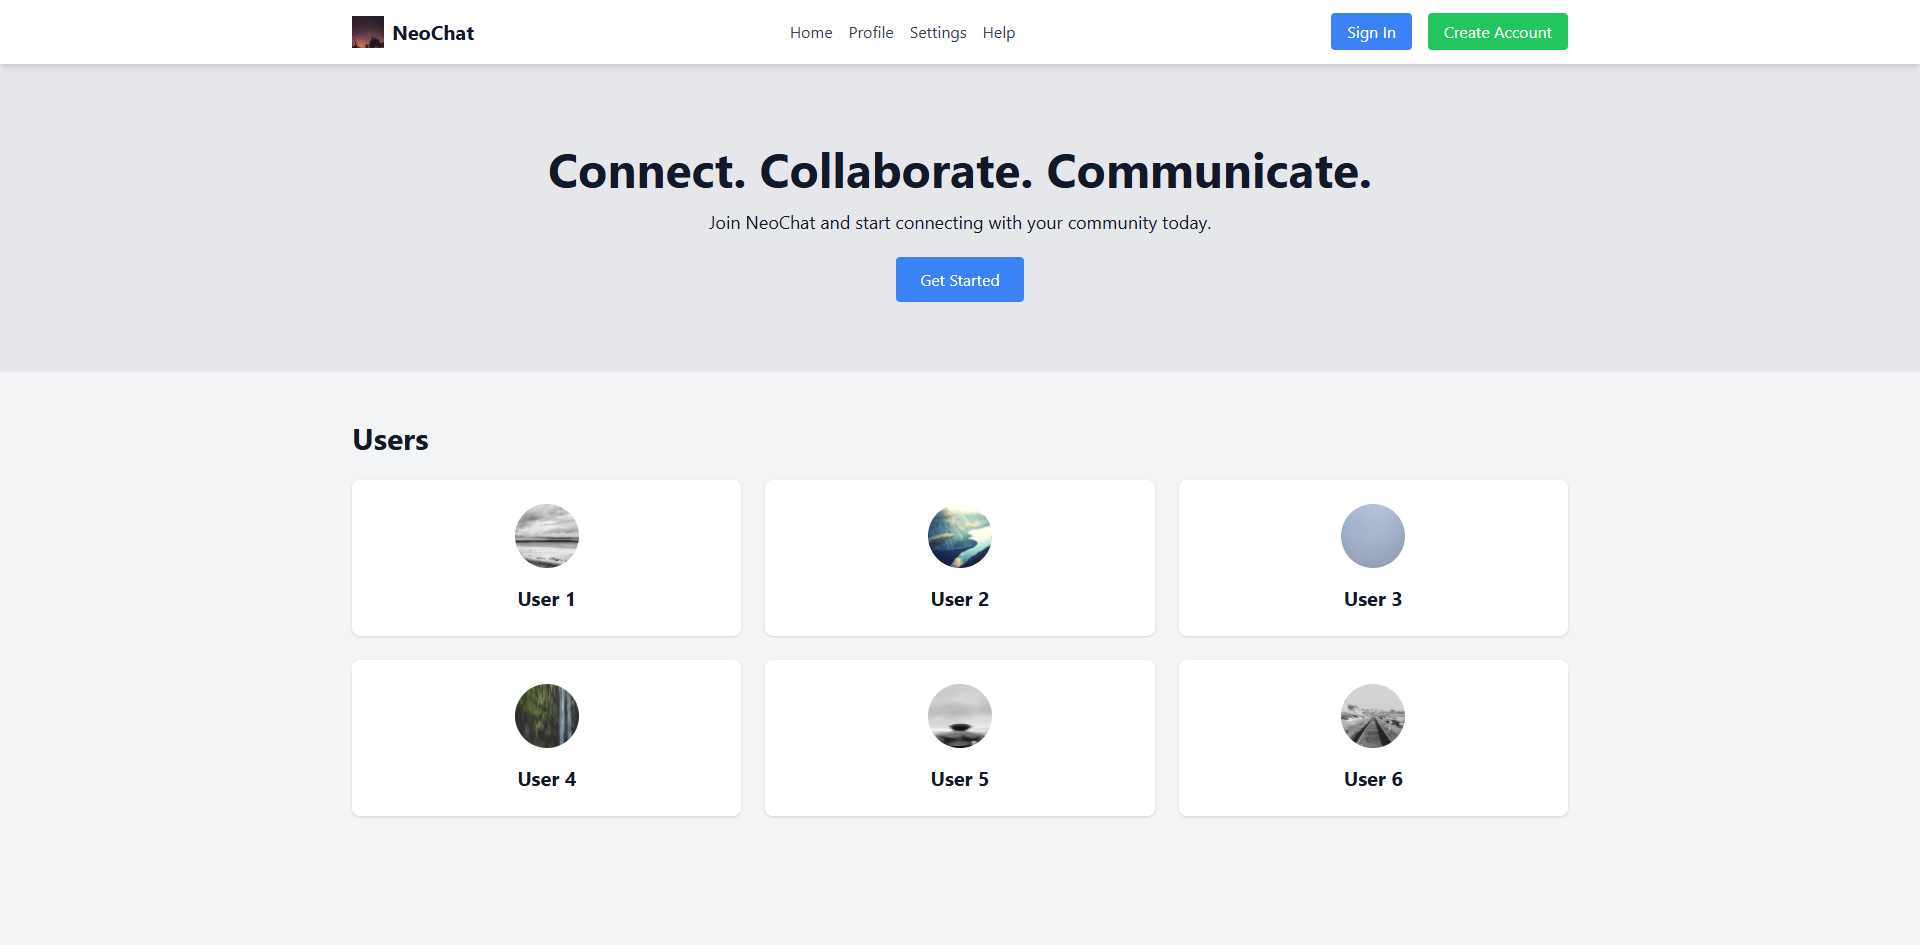 NeoChat Home Profile Settings Help Sign In Create Account
Connect. Collaborate. Communicate.
Join NeoChat and start connecting with your community today.
Get Started
Users
User 1 User 2 User 3
User 4 User 5 User 6